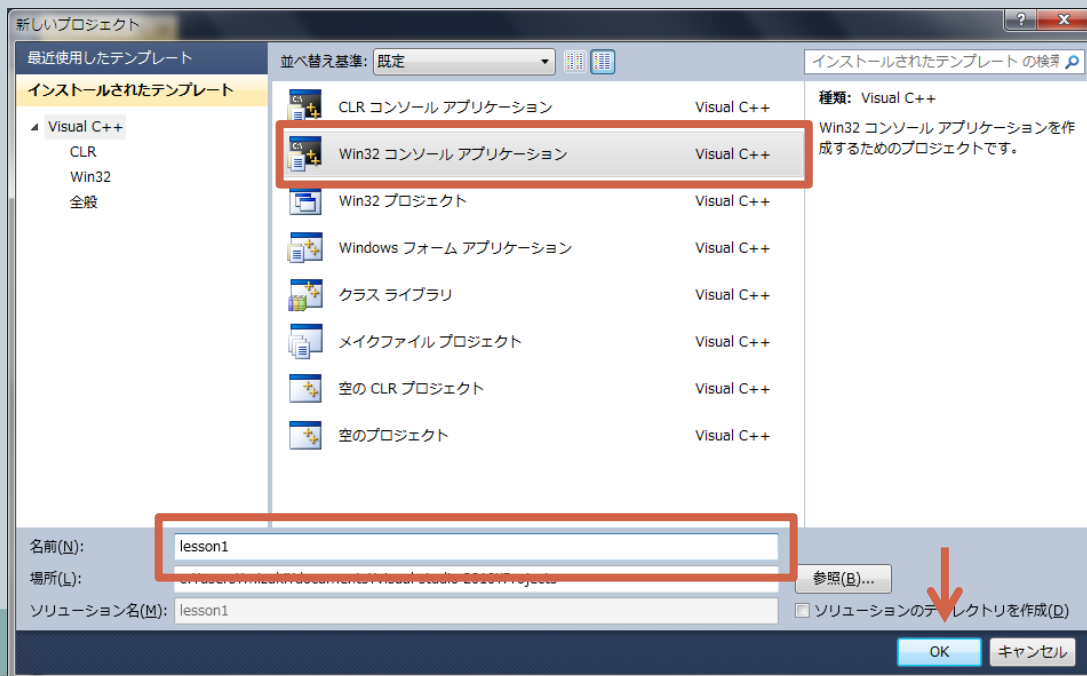 新しいプロジェクト
最近使用したテンプレート
インストールされたテンプレート
Visual C++
CLR
Win32
全般
並べ替え基準: 既定
インストールされたテンプレート の検索
CLR コンソール アプリケーション Visual C++
Win32 コンソール アプリケーション Visual C++
Win32 プロジェクト Visual C++
Windows フォーム アプリケーション Visual C++
クラス ライブラリ Visual C++
メイクファイル プロジェクト Visual C++
空の CLR プロジェクト Visual C++
空のプロジェクト Visual C++
種類: Visual C++
Win32 コンソール アプリケーションを作
成するためのプロジェクトです。
名前(N): lesson1
場所(L):
参照(B)...
ソリューション名(M): lesson1
ソリューションのディレクトリを作成(D)
OK キャンセル